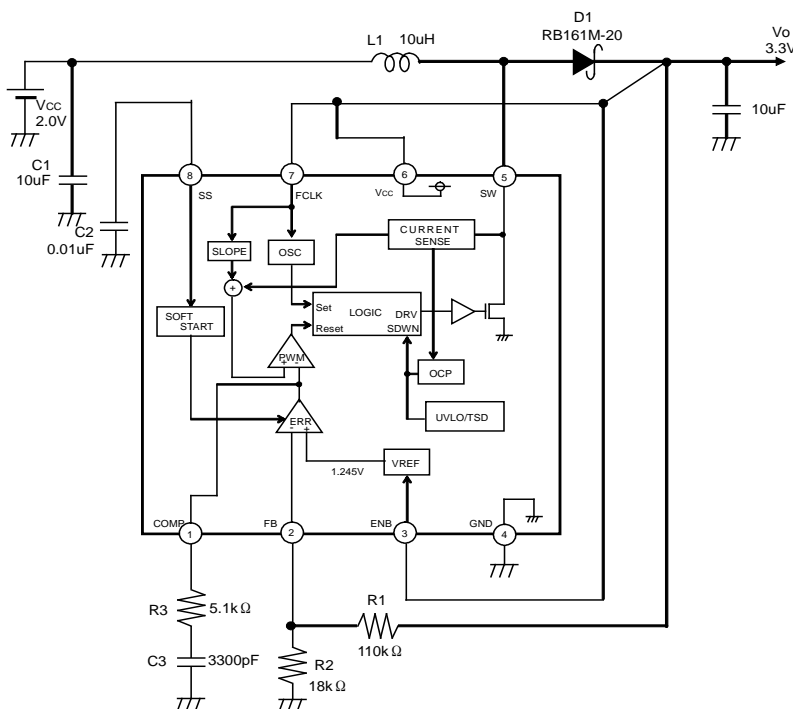 D1
RB161M-20
L1 10uH
Vo
3.3V
VCC
2.0V
10uF
C1
10uF
8
7
6
5
SS
FCLK
VCC
SW
C2
0.01uF
CURRENT
SENSE
SLOPE
OSC
+
Set
LOGIC
DRV
Reset
SDWN
SOFT
START
PWM
+ -
OCP
ERR
- +
UVLO/TSD
VREF
1.245V
COMP
FB
ENB
GND
1
2
3
4
R3
5.1kΩ
R1
110kΩ
C3
3300pF
R2
18kΩ